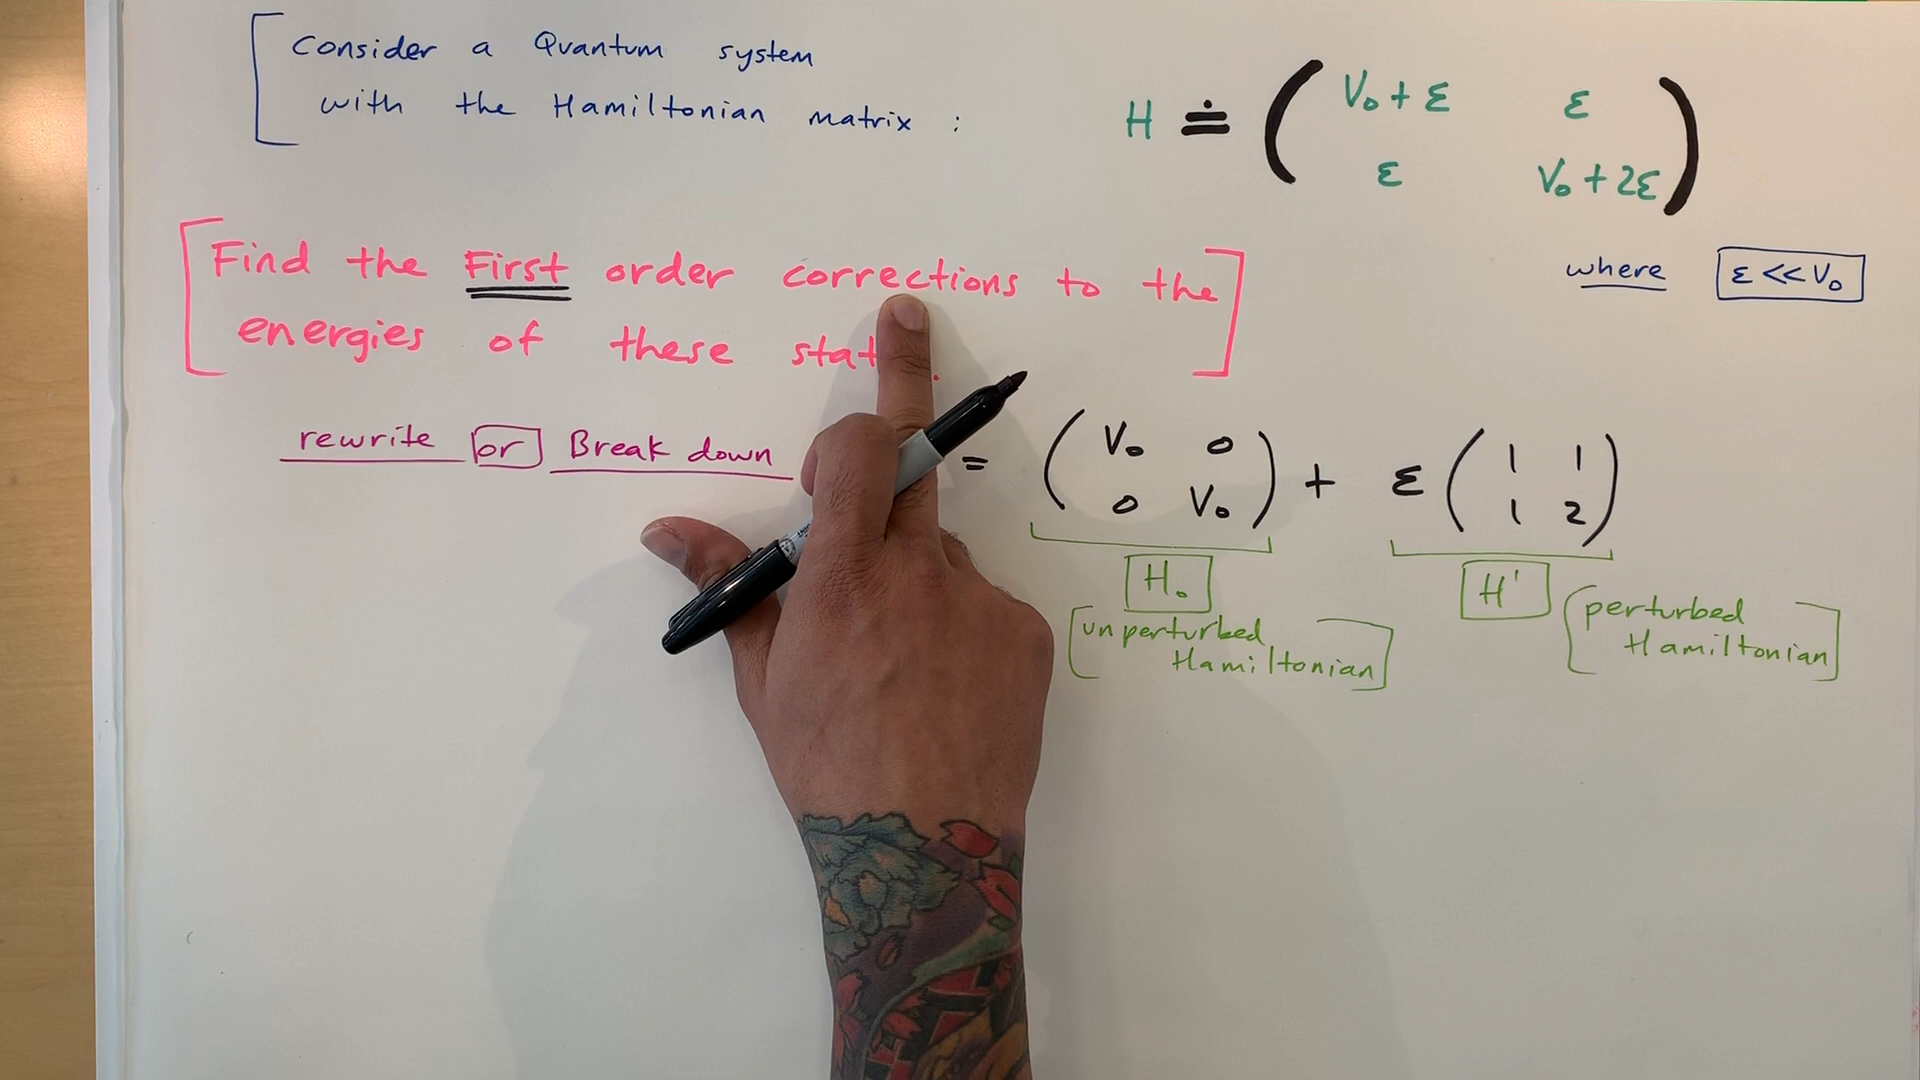 Consider a Quantum system
with the Hamiltonian matrix :
H ≐ ( V₀ + ε ε
ε V₀ + 2ε )
where ε << V₀
Find the First order corrections to the
energies of these stat .
rewrite or Break down
= ( V₀ 0
0 V₀ ) + ε ( 1 1
1 2 )
H₀
unperturbed
Hamiltonian
H'
perturbed
Hamiltonian